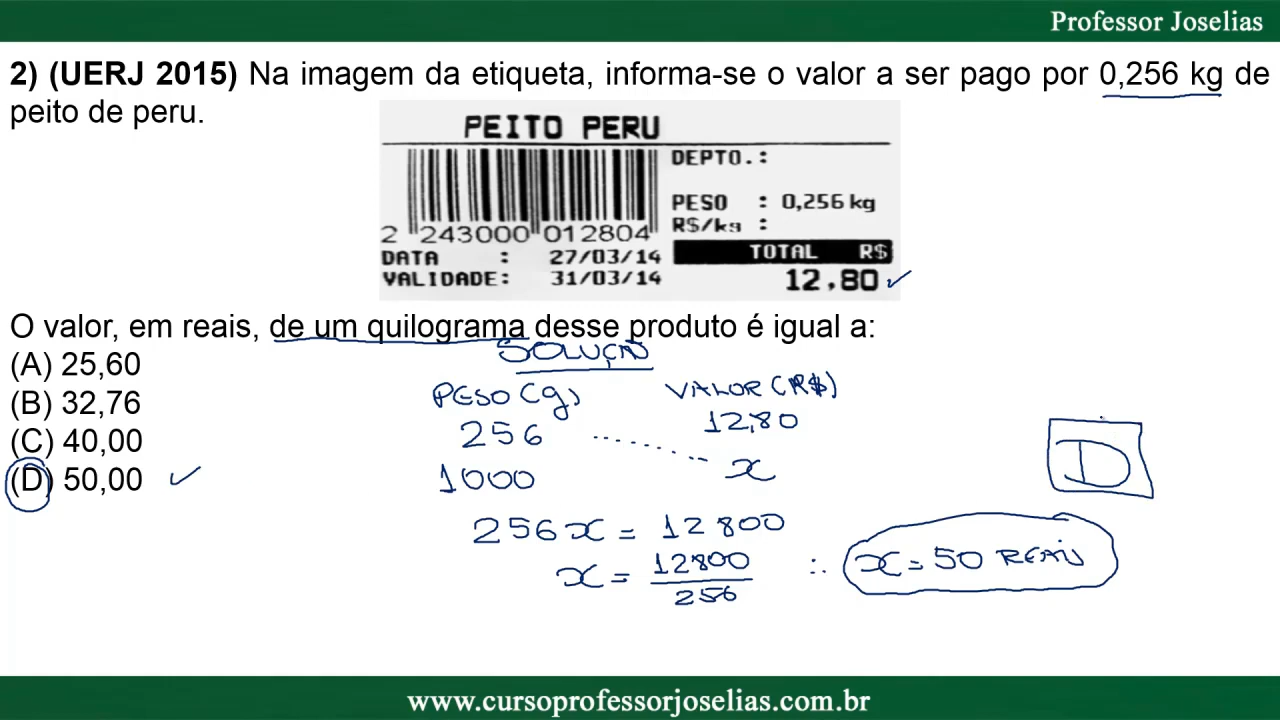 Professor Joselias
2) (UERJ 2015) Na imagem da etiqueta, informa-se o valor a ser pago por 0,256 kg de
peito de peru.
PEITO PERU
DEPTO.:
PESO : 0,256 kg
R$/kg :
2 243000 012804
TOTAL R$
DATA : 27/03/14
12,80
VALIDADE: 31/03/14
O valor, em reais, de um quilograma desse produto é igual a:
(A) 25,60
(B) 32,76
(C) 40,00
(D) 50,00
SOLUÇÃO
PESO (g) VALOR (R$)
256 ........ 12,80
1000 x
256x = 12800
x = 12800
256
∴ x = 50 REAIS
D
www.cursoprofessorjoselias.com.br